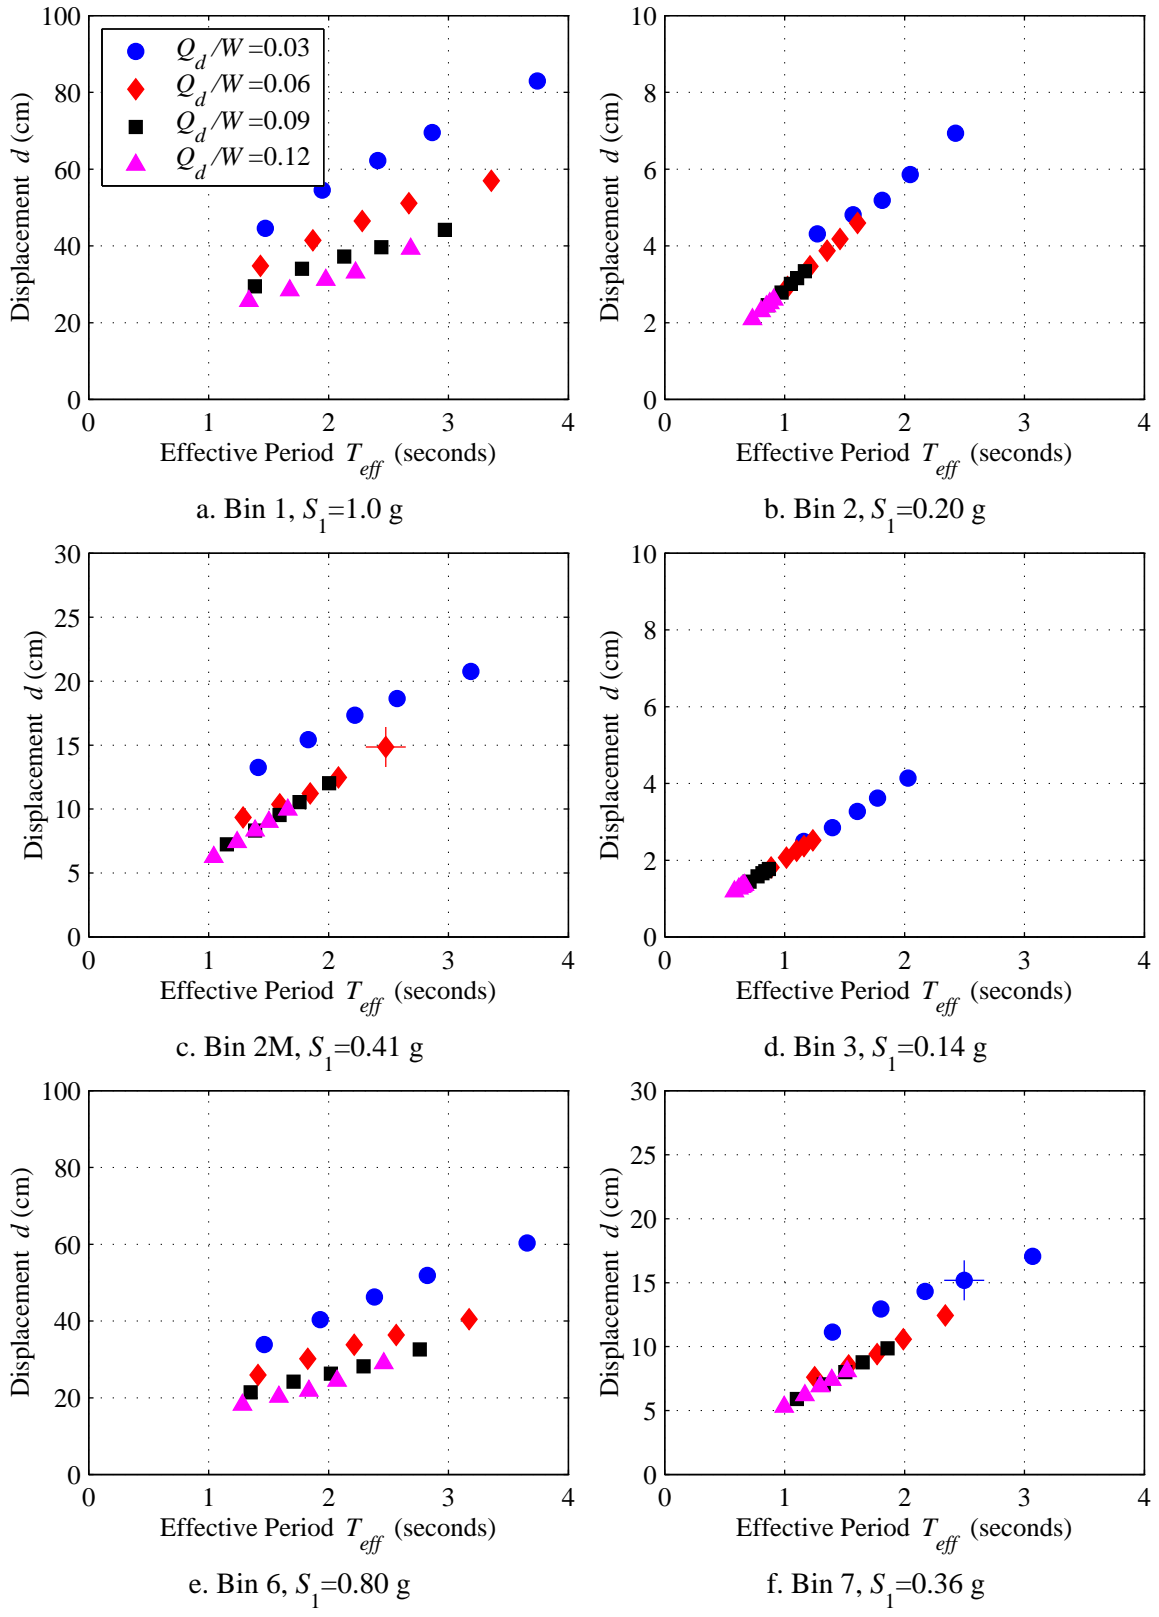 100
80
60
40
20
0
0 1 2 3 4
Displacement d (cm)
Effective Period T_eff (seconds)
Q_d/W=0.03
Q_d/W=0.06
Q_d/W=0.09
Q_d/W=0.12
a. Bin 1, S_1=1.0 g
10
8
6
4
2
0
0 1 2 3 4
Displacement d (cm)
Effective Period T_eff (seconds)
b. Bin 2, S_1=0.20 g
30
25
20
15
10
5
0
0 1 2 3 4
Displacement d (cm)
Effective Period T_eff (seconds)
c. Bin 2M, S_1=0.41 g
10
8
6
4
2
0
0 1 2 3 4
Displacement d (cm)
Effective Period T_eff (seconds)
d. Bin 3, S_1=0.14 g
100
80
60
40
20
0
0 1 2 3 4
Displacement d (cm)
Effective Period T_eff (seconds)
e. Bin 6, S_1=0.80 g
30
25
20
15
10
5
0
0 1 2 3 4
Displacement d (cm)
Effective Period T_eff (seconds)
f. Bin 7, S_1=0.36 g